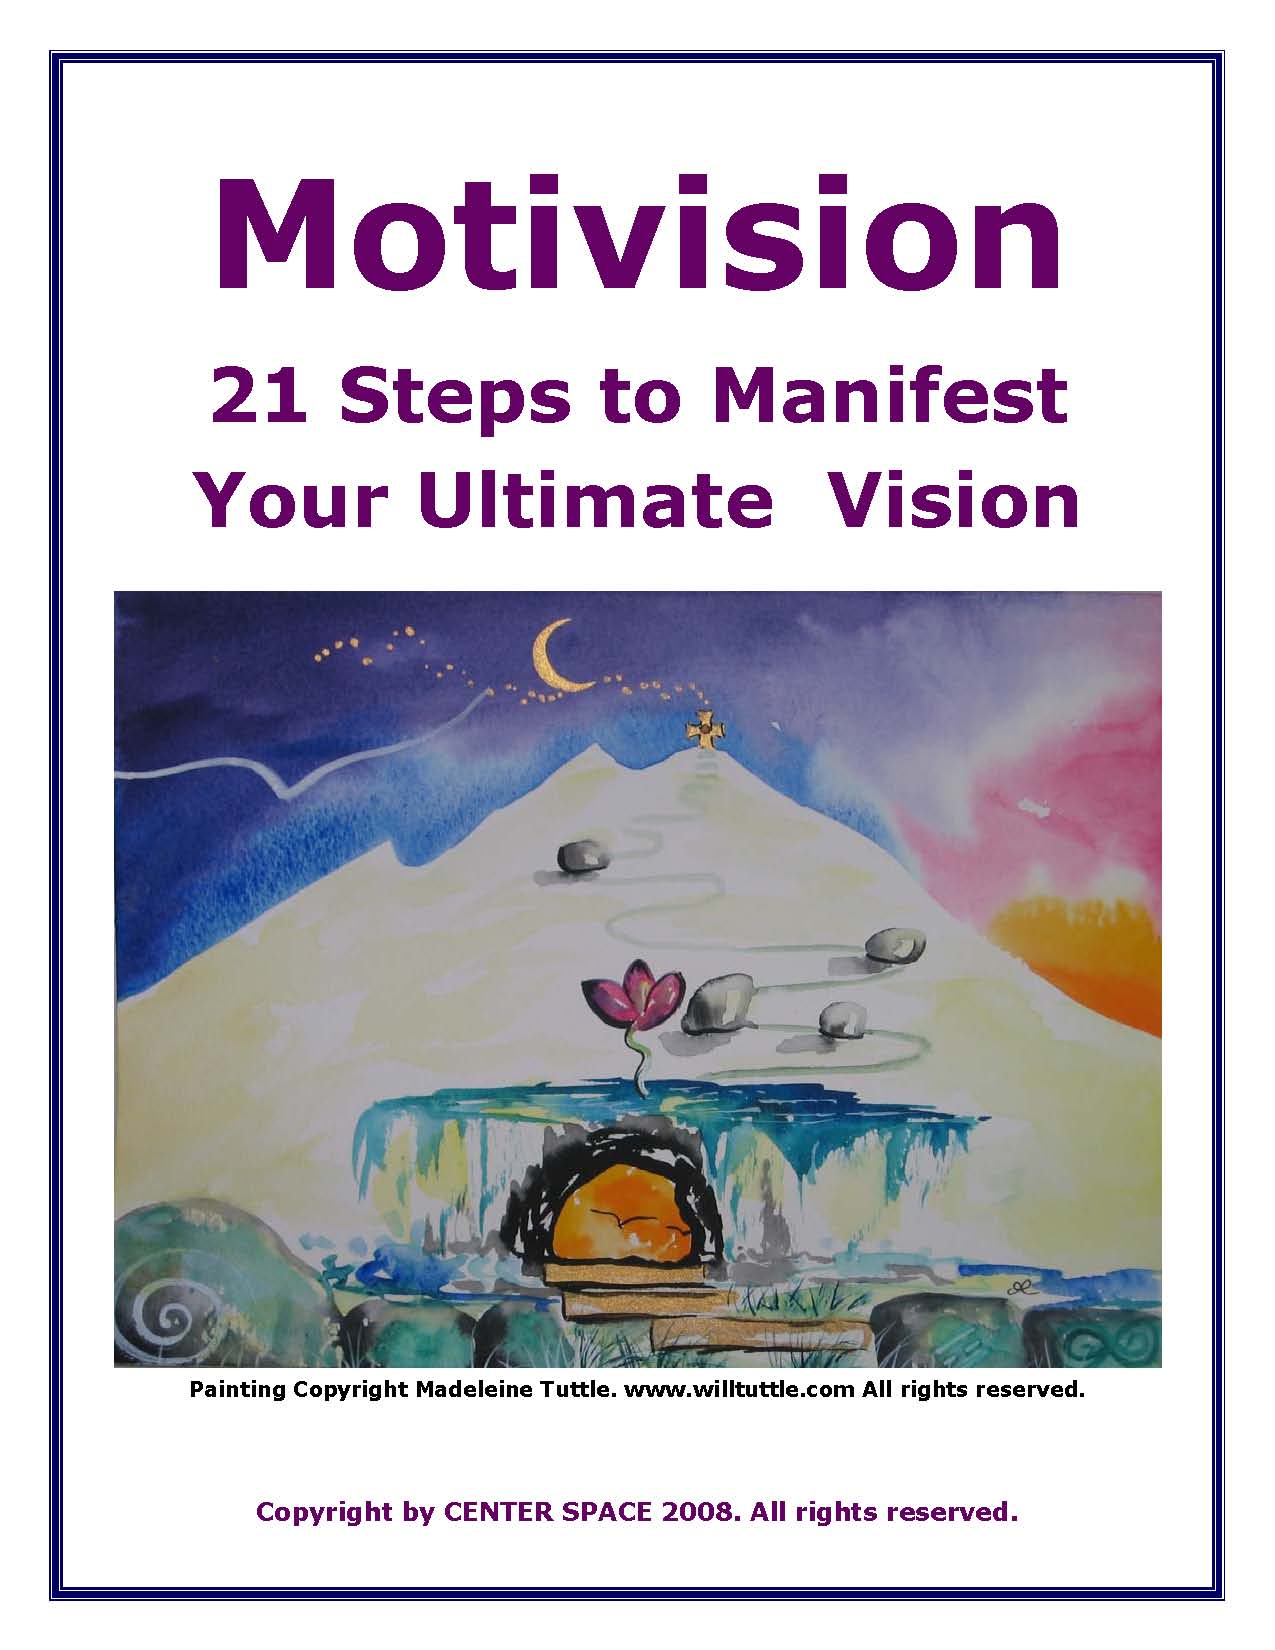 Motivision
21 Steps to Manifest
Your Ultimate Vision
Painting Copyright Madeleine Tuttle. www.willtuttle.com All rights reserved.
Copyright by CENTER SPACE 2008. All rights reserved.